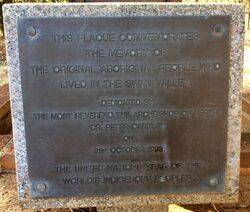 THIS PLAQUE COMMEMORATES
THE MEMORY OF
THE ORIGINAL ABORIGINAL PEOPLE WHO
LIVED IN THE SWAN VALLEY
DEDICATED BY
THE MOST REVEREND, THE ARCHBISHOP OF PERTH
DR. PETER CARNLEY
ON
31st OCTOBER 1993
THE UNITED NATIONS YEAR OF THE
WORLD'S INDIGENOUS PEOPLES